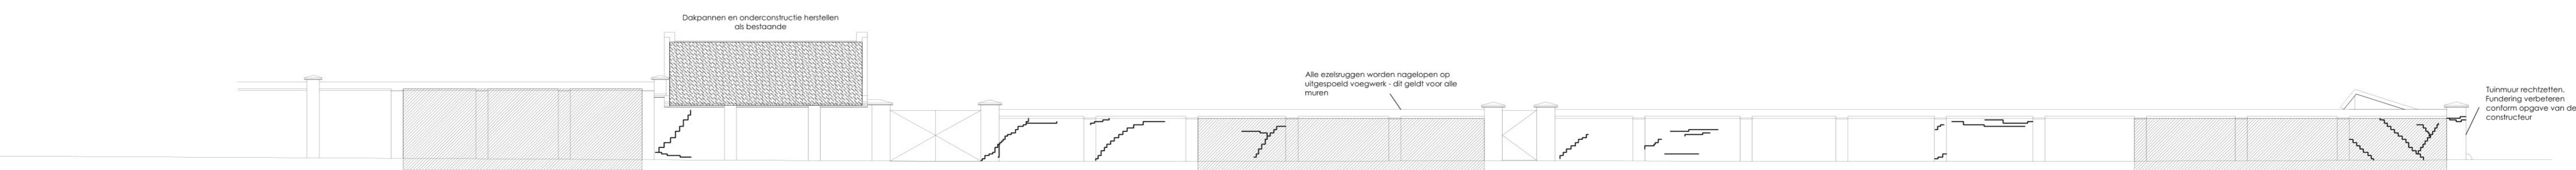 Dakpannen en onderconstructie herstellen
als bestaande
Alle ezelsruggen worden nagelopen op
uitgespoeld voegwerk - dit geldt voor alle
muren
Tuinmuur rechtzetten.
Fundering verbeteren
conform opgave van de
constructeur